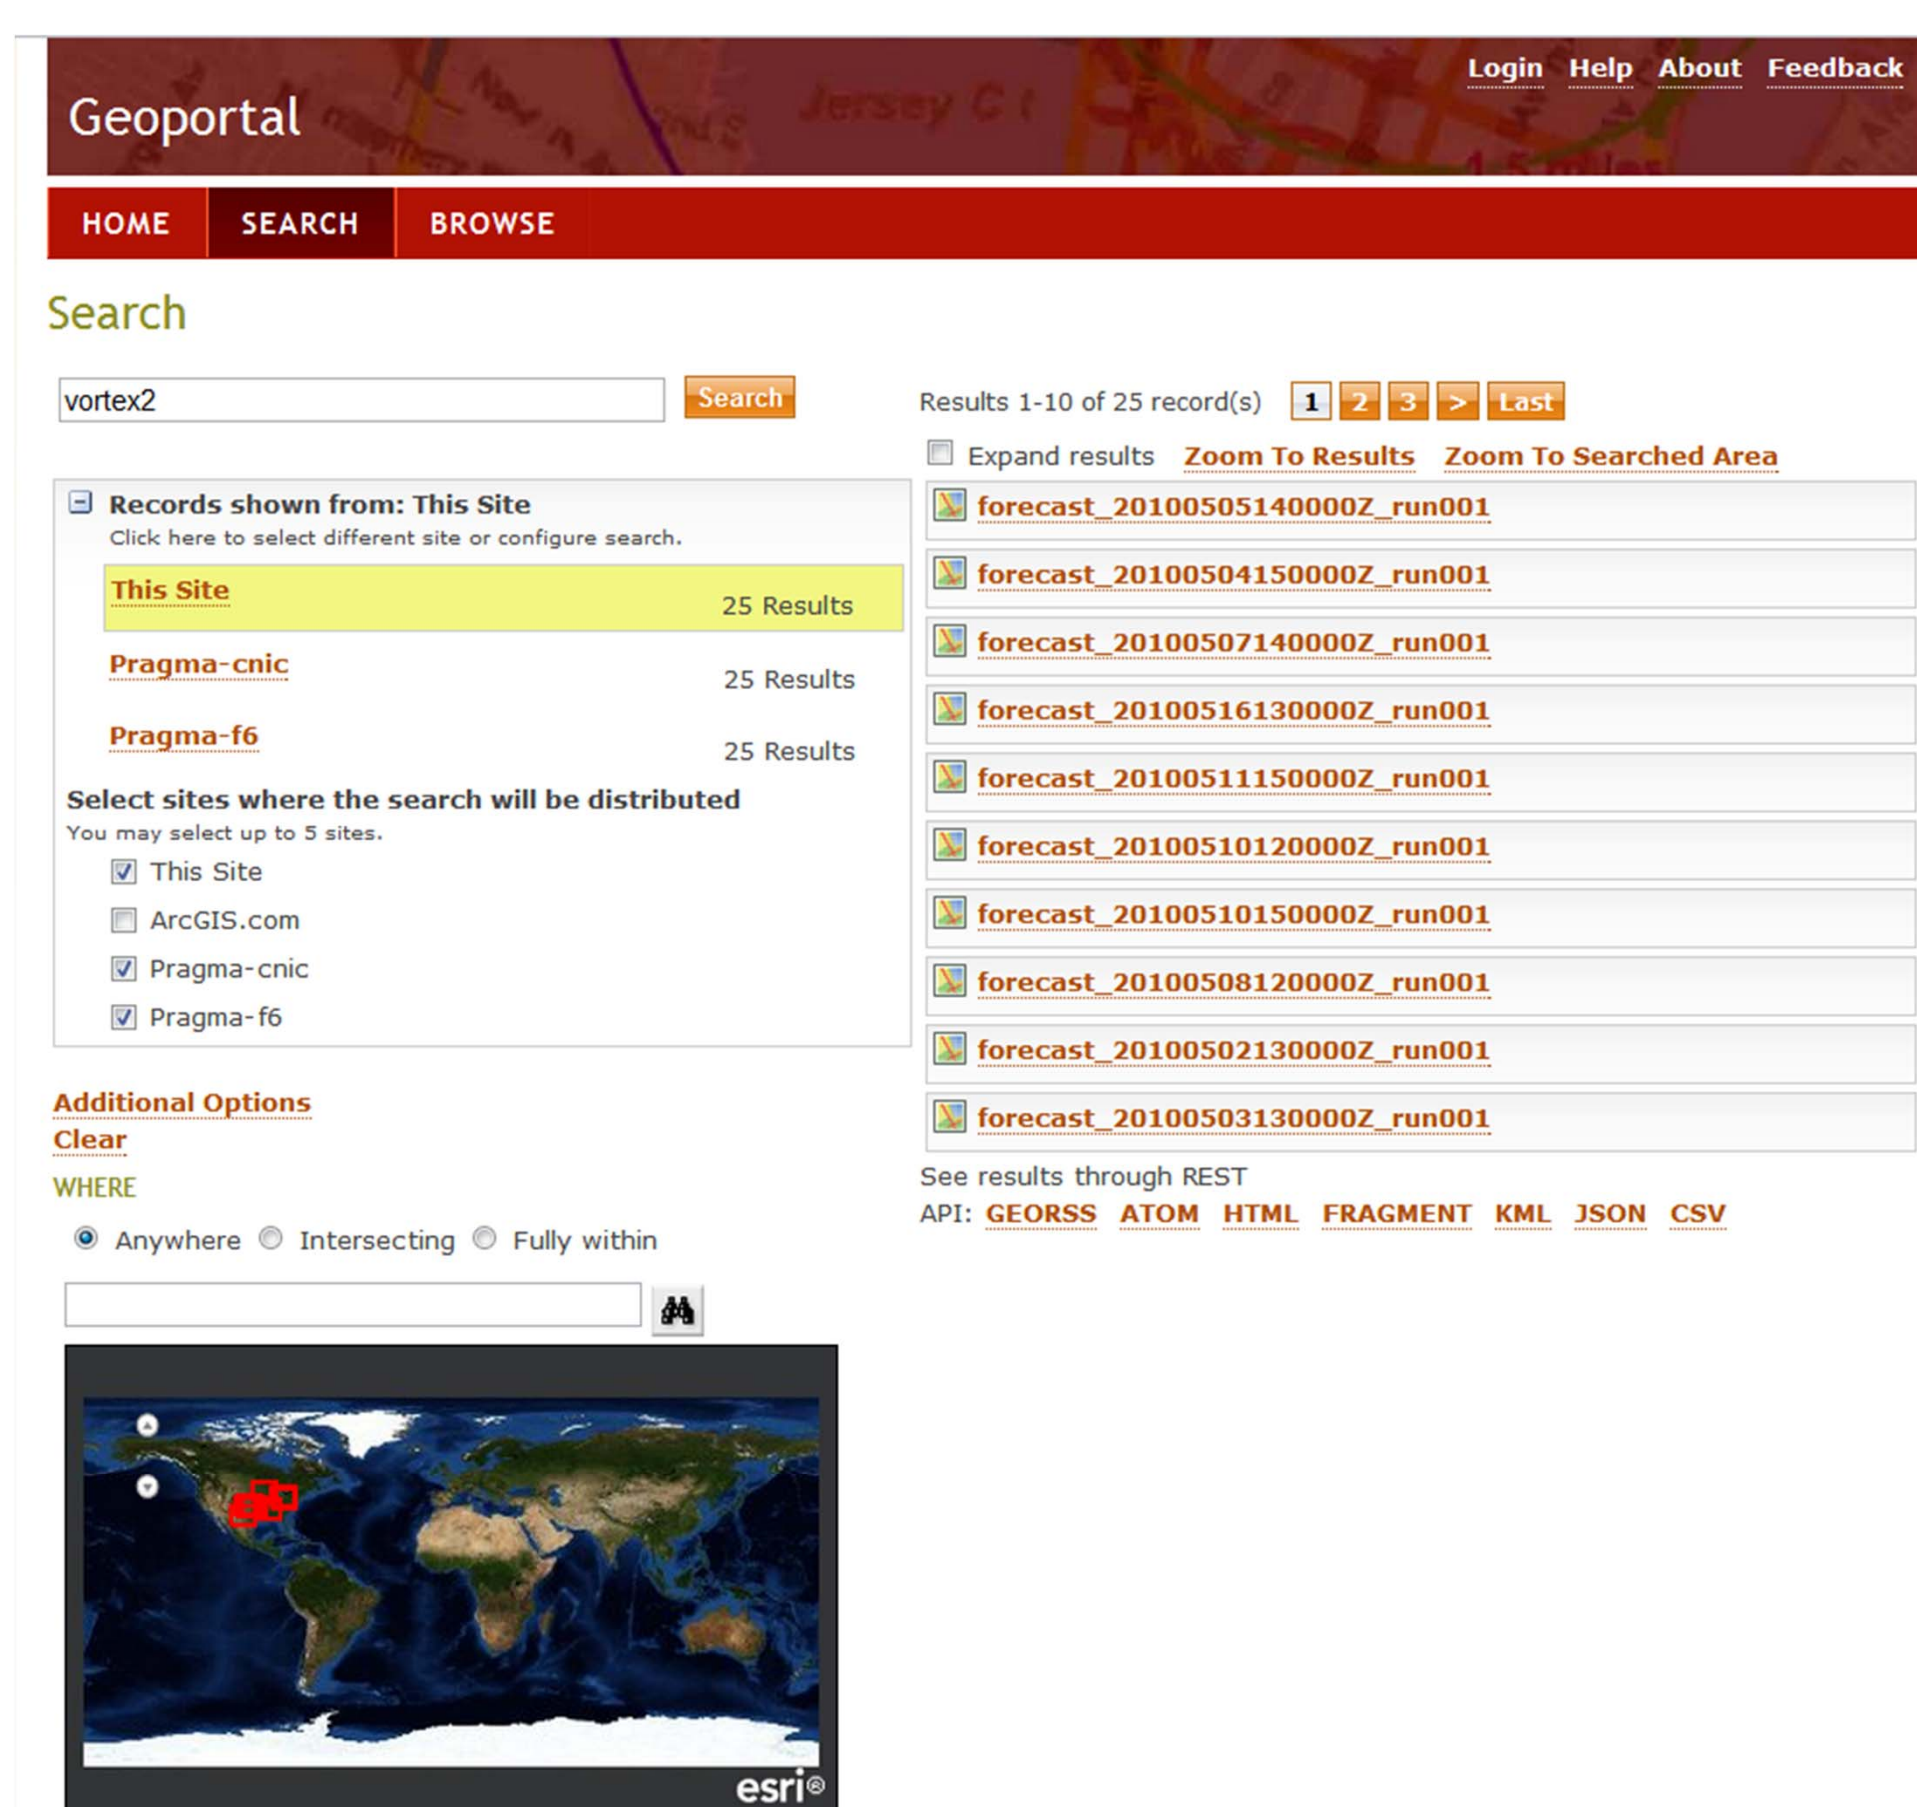 Login Help About Feedback
Geoportal
HOME SEARCH BROWSE
Search
vortex2 Search
Records shown from: This Site
Click here to select different site or configure search.
This Site 25 Results
Pragma-cnic 25 Results
Pragma-f6 25 Results
Select sites where the search will be distributed
You may select up to 5 sites.
This Site
ArcGIS.com
Pragma-cnic
Pragma-f6
Additional Options
Clear
WHERE
Anywhere Intersecting Fully within
esri®
Results 1-10 of 25 record(s) 1 2 3 > Last
Expand results Zoom To Results Zoom To Searched Area
forecast_20100505140000Z_run001
forecast_20100504150000Z_run001
forecast_20100507140000Z_run001
forecast_20100516130000Z_run001
forecast_20100511150000Z_run001
forecast_20100510120000Z_run001
forecast_20100510150000Z_run001
forecast_20100508120000Z_run001
forecast_20100502130000Z_run001
forecast_20100503130000Z_run001
See results through REST
API: GEORSS ATOM HTML FRAGMENT KML JSON CSV